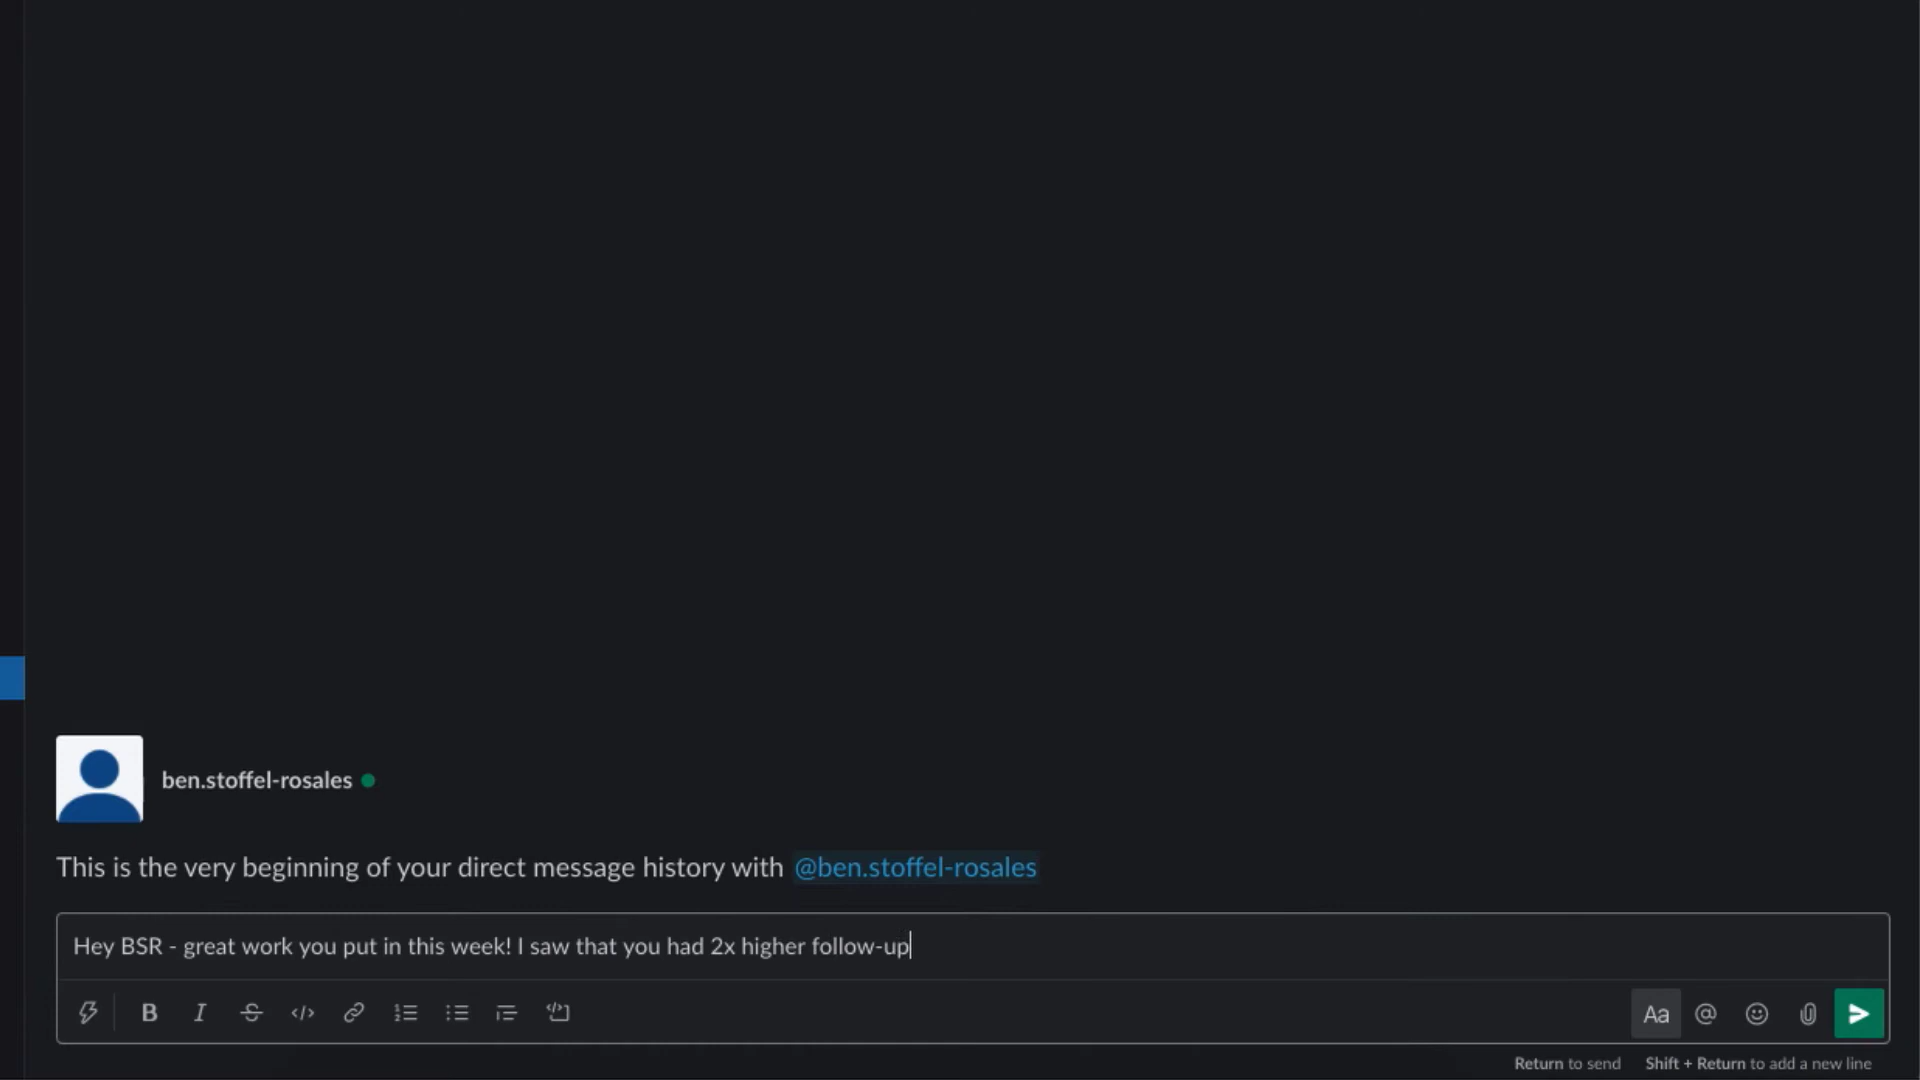 ben.stoffel-rosales
This is the very beginning of your direct message history with @ben.stoffel-rosales
Hey BSR - great work you put in this week! I saw that you had 2x higher follow-up
B I S </> Aa @
Return to send Shift + Return to add a new line